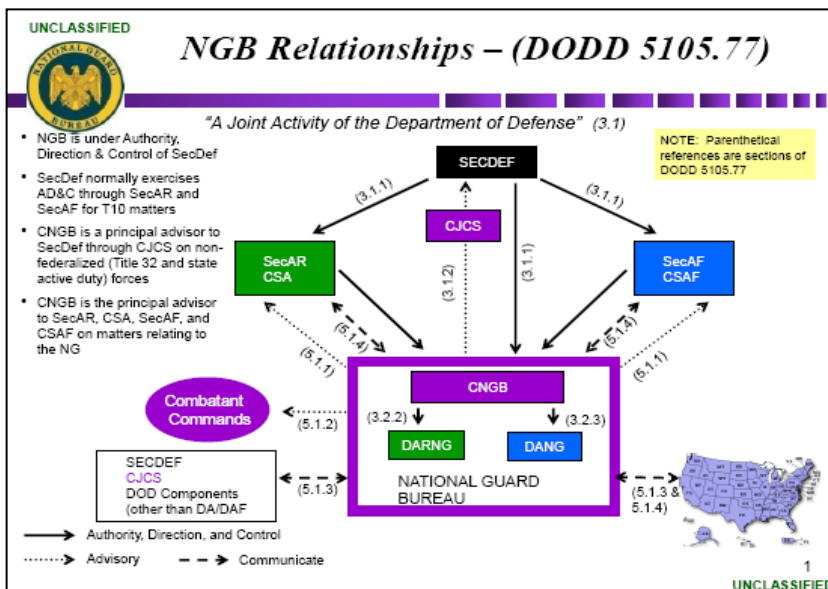 UNCLASSIFIED
NGB Relationships – (DODD 5105.77)
NATIONAL GUARD
BUREAU
"A Joint Activity of the Department of Defense" (3.1)
• NGB is under Authority,
Direction & Control of SecDef
• SecDef normally exercises
AD&C through SecAR and
SecAF for T10 matters
• CNGB is a principal advisor to
SecDef through CJCS on non-
federalized (Title 32 and state
active duty) forces
• CNGB is the principal advisor
to SecAR, CSA, SecAF, and
CSAF on matters relating to
the NG
NOTE: Parenthetical
references are sections of
DODD 5105.77
SECDEF
(3.1.1)
(3.1.1)
(3.1.1)
CJCS
(3.1.2)
SecAR
CSA
SecAF
CSAF
(5.1.4)
(5.1.1)
(5.1.4)
(5.1.1)
CNGB
(3.2.2)
(3.2.3)
DARNG
DANG
NATIONAL GUARD
BUREAU
Combatant
Commands
(5.1.2)
SECDEF
CJCS
DOD Components
(other than DA/DAF
(5.1.3)
(5.1.3 &
5.1.4)
Authority, Direction, and Control
Advisory
Communicate
1
UNCLASSIFIED